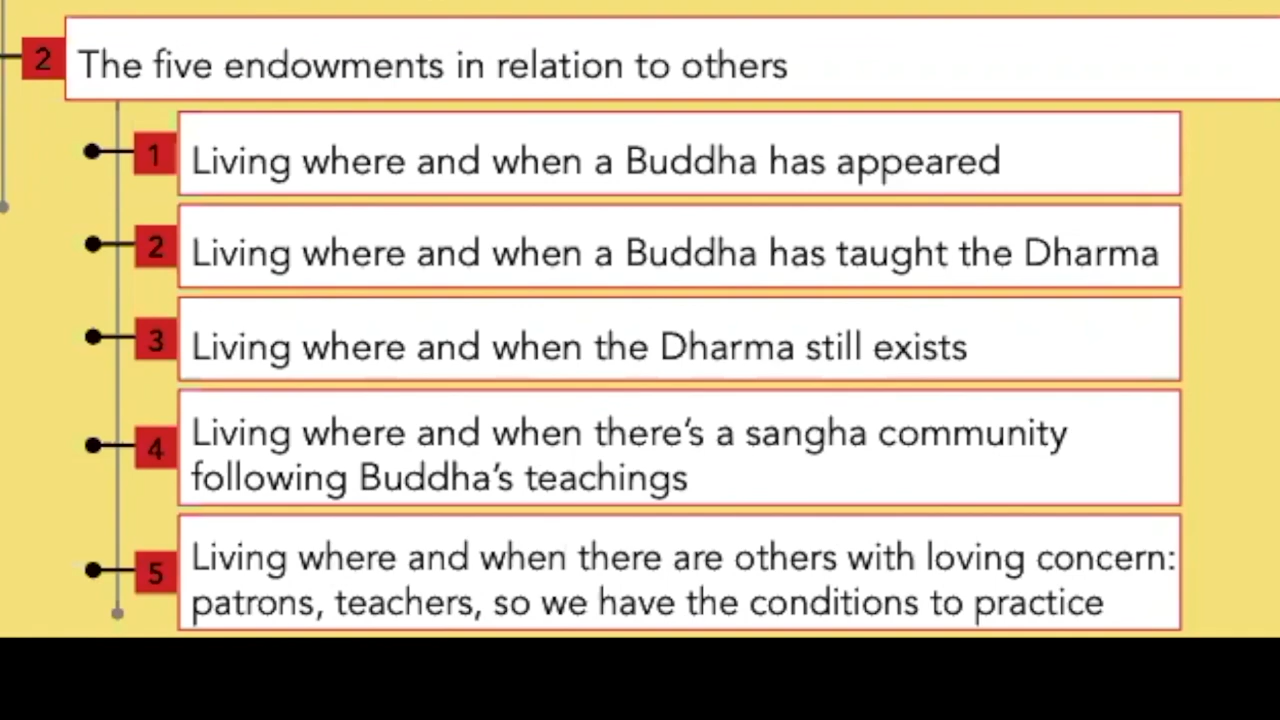 2 The five endowments in relation to others
1 Living where and when a Buddha has appeared
2 Living where and when a Buddha has taught the Dharma
3 Living where and when the Dharma still exists
4 Living where and when there’s a sangha community
following Buddha’s teachings
5 Living where and when there are others with loving concern:
patrons, teachers, so we have the conditions to practice